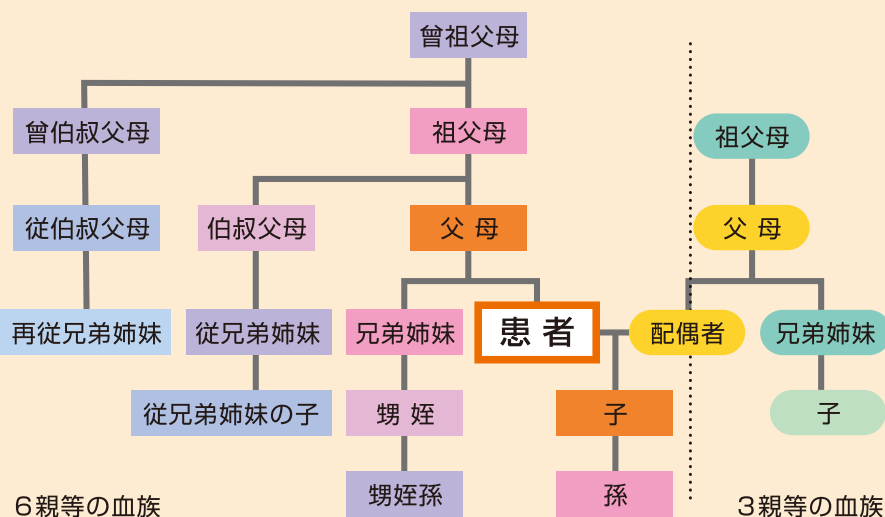 曾祖父母
曾伯叔父母
祖父母
祖父母
従伯叔父母
伯叔父母
父母
父母
再従兄弟姉妹
従兄弟姉妹
兄弟姉妹
患者
配偶者
兄弟姉妹
従兄弟姉妹の子
甥姪
子
子
甥姪孫
孫
6親等の血族
3親等の血族